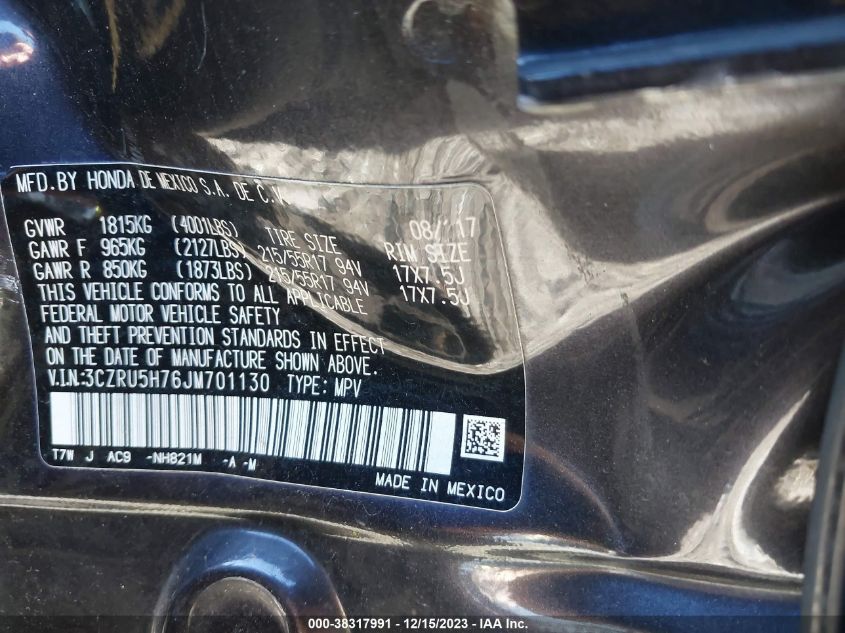 MFD.BY HONDA DE MEXICO S.A. DE C.V.
08/ 17
GVWR 1815KG (4001LBS) TIRE SIZE RIM SIZE
GAWR F 965KG (2127LBS) 215/55R17 94V 17X7.5J
GAWR R 850KG (1873LBS) 215/55R17 94V 17X7.5J
THIS VEHICLE CONFORMS TO ALL APPLICABLE
FEDERAL MOTOR VEHICLE SAFETY
AND THEFT PREVENTION STANDARDS IN EFFECT
ON THE DATE OF MANUFACTURE SHOWN ABOVE.
V.I.N:3CZRU5H76JM701130 TYPE: MPV
T7W J AC9 -NH821M -A -M
MADE IN MEXICO
000-38317991 - 12/15/2023 - IAA Inc.